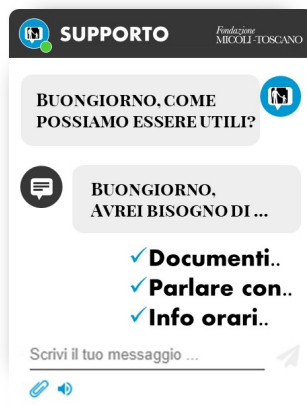 SUPPORTO
Fondazione
MICOLI-TOSCANO
BUONGIORNO, COME
POSSIAMO ESSERE UTILI?
BUONGIORNO,
AVREI BISOGNO DI ...
Documenti..
Parlare con..
Info orari..
Scrivi il tuo messaggio ...